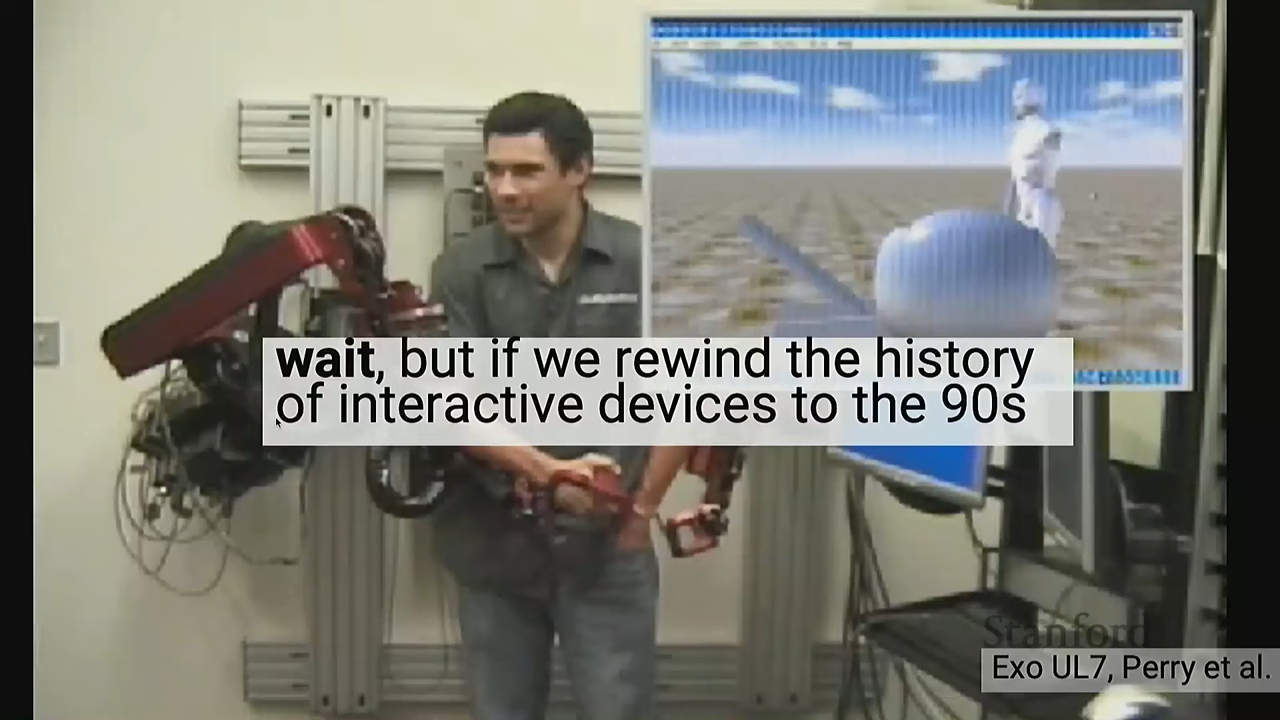 wait, but if we rewind the history
of interactive devices to the 90s
Stanford
Exo UL7, Perry et al.